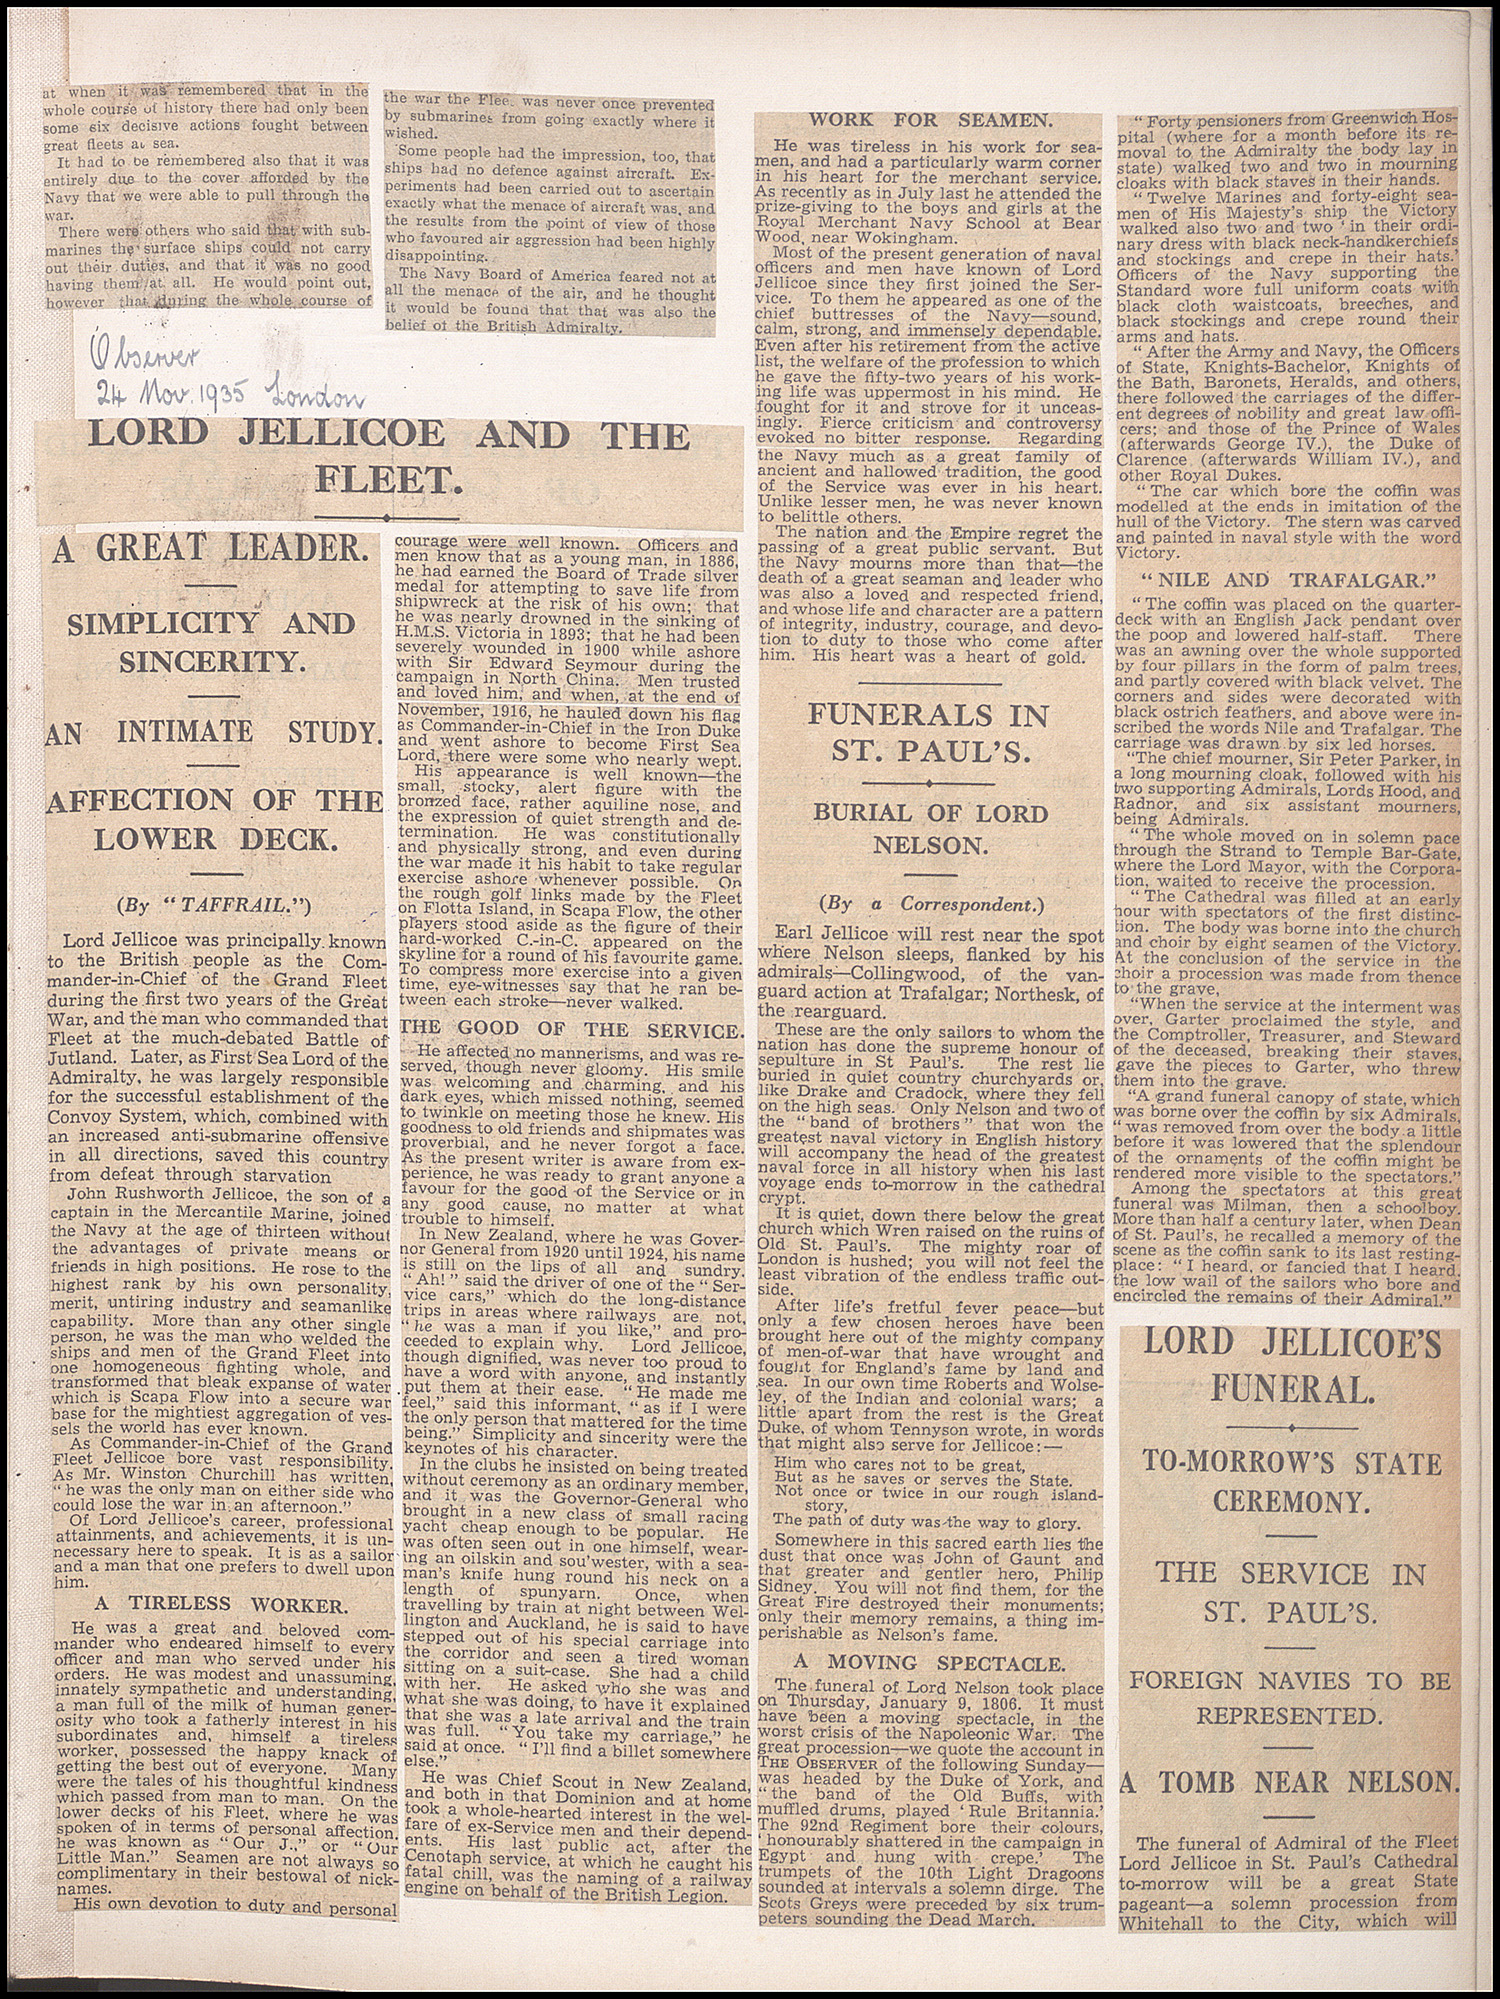 at when it was remembered that in the
whole course of history there had only been
some six decisive actions fought between
great fleets at sea.
It had to be remembered also that it was
entirely due to the cover afforded by the
Navy that we were able to pull through the
war.
There were others who said that with sub-
marines the surface ships could not carry
out their duties, and that it was no good
having them at all. He would point out,
however that during the whole course of
the war the Fleet was never once prevented
by submarines from going exactly where it
wished.
Some people had the impression, too, that
ships had no defence against aircraft. Ex-
periments had been carried out to ascertain
exactly what the menace of aircraft was, and
the results from the point of view of those
who favoured air aggression had been highly
disappointing.
The Navy Board of America feared not at
all the menace of the air, and he thought
it would be found that that was also the
belief of the British Admiralty.
Observer
24 Nov. 1935 London
LORD JELLICOE AND THE
FLEET.
A GREAT LEADER.
SIMPLICITY AND
SINCERITY.
AN INTIMATE STUDY.
AFFECTION OF THE
LOWER DECK.
(By "TAFFRAIL.")
Lord Jellicoe was principally known
to the British people as the Com-
mander-in-Chief of the Grand Fleet
during the first two years of the Great
War, and the man who commanded that
Fleet at the much-debated Battle of
Jutland. Later, as First Sea Lord of the
Admiralty, he was largely responsible
for the successful establishment of the
Convoy System, which, combined with
an increased anti-submarine offensive
in all directions, saved this country
from defeat through starvation
John Rushworth Jellicoe, the son of a
captain in the Mercantile Marine, joined
the Navy at the age of thirteen without
the advantages of private means or
friends in high positions. He rose to the
highest rank by his own personality,
merit, untiring industry and seamanlike
capability. More than any other single
person, he was the man who welded the
ships and men of the Grand Fleet into
one homogeneous fighting whole, and
transformed that bleak expanse of water
which is Scapa Flow into a secure war
base for the mightiest aggregation of ves-
sels the world has ever known.
As Commander-in-Chief of the Grand
Fleet Jellicoe bore vast responsibility.
As Mr. Winston Churchill has written,
"he was the only man on either side who
could lose the war in an afternoon."
Of Lord Jellicoe's career, professional
attainments, and achievements, it is un-
necessary here to speak. It is as a sailor
and a man that one prefers to dwell upon
him.
A TIRELESS WORKER.
He was a great and beloved com-
mander who endeared himself to every
officer and man who served under his
orders. He was modest and unassuming,
innately sympathetic and understanding,
a man full of the milk of human gener-
osity who took a fatherly interest in his
subordinates and, himself a tireless
worker, possessed the happy knack of
getting the best out of everyone. Many
were the tales of his thoughtful kindness
which passed from man to man. On the
lower decks of his Fleet, where he was
spoken of in terms of personal affection,
he was known as "Our J.," or "Our
Little Man." Seamen are not always so
complimentary in their bestowal of nick-
names.
His own devotion to duty and personal
courage were well known. Officers and
men know that as a young man, in 1886,
he had earned the Board of Trade silver
medal for attempting to save life from
shipwreck at the risk of his own; that
he was nearly drowned in the sinking of
H.M.S. Victoria in 1893; that he had been
severely wounded in 1900 while ashore
with Sir Edward Seymour during the
campaign in North China. Men trusted
and loved him, and when, at the end of
November, 1916, he hauled down his flag
as Commander-in-Chief in the Iron Duke
and went ashore to become First Sea
Lord, there were some who nearly wept.
His appearance is well known—the
small, stocky, alert figure with the
bronzed face, rather aquiline nose, and
the expression of quiet strength and de-
termination. He was constitutionally
and physically strong, and even during
the war made it his habit to take regular
exercise ashore whenever possible. On
the rough golf links made by the Fleet
on Flotta Island, in Scapa Flow, the other
players stood aside as the figure of their
hard-worked C.-in-C. appeared on the
skyline for a round of his favourite game.
To compress more exercise into a given
time, eye-witnesses say that he ran be-
tween each stroke—never walked.
THE GOOD OF THE SERVICE.
He affected no mannerisms, and was re-
served, though never gloomy. His smile
was welcoming and charming, and his
dark eyes, which missed nothing, seemed
to twinkle on meeting those he knew. His
goodness to old friends and shipmates was
proverbial, and he never forgot a face.
As the present writer is aware from ex-
perience, he was ready to grant anyone a
favour for the good of the Service or in
any good cause, no matter at what
trouble to himself.
In New Zealand, where he was Gover-
nor General from 1920 until 1924, his name
is still on the lips of all and sundry.
"Ah!" said the driver of one of the "Ser-
vice cars," which do the long-distance
trips in areas where railways are not,
"he was a man if you like," and pro-
ceeded to explain why. Lord Jellicoe,
though dignified, was never too proud to
have a word with anyone, and instantly
put them at their ease. "He made me
feel," said this informant, "as if I were
the only person that mattered for the time
being." Simplicity and sincerity were the
keynotes of his character.
In the clubs he insisted on being treated
without ceremony as an ordinary member,
and it was the Governor-General who
brought in a new class of small racing
yacht cheap enough to be popular. He
was often seen out in one himself, wear-
ing an oilskin and sou'wester, with a sea-
man's knife hung round his neck on a
length of spunyarn. Once, when
travelling by train at night between Wel-
lington and Auckland, he is said to have
stepped out of his special carriage into
the corridor and seen a tired woman
sitting on a suit-case. She had a child
with her. He asked who she was and
what she was doing, to have it explained
that she was a late arrival and the train
was full. "You take my carriage," he
said at once. "I'll find a billet somewhere
else."
He was Chief Scout in New Zealand,
and both in that Dominion and at home
took a whole-hearted interest in the wel-
fare of ex-Service men and their depend-
ents. His last public act, after the
Cenotaph service, at which he caught his
fatal chill, was the naming of a railway
engine on behalf of the British Legion.
WORK FOR SEAMEN.
He was tireless in his work for sea-
men, and had a particularly warm corner
in his heart for the merchant service.
As recently as in July last he attended the
prize-giving to the boys and girls at the
Royal Merchant Navy School at Bear
Wood, near Wokingham.
Most of the present generation of naval
officers and men have known of Lord
Jellicoe since they first joined the Ser-
vice. To them he appeared as one of the
chief buttresses of the Navy—sound,
calm, strong, and immensely dependable.
Even after his retirement from the active
list, the welfare of the profession to which
he gave the fifty-two years of his work-
ing life was uppermost in his mind. He
fought for it and strove for it unceas-
ingly. Fierce criticism and controversy
evoked no bitter response. Regarding
the Navy much as a great family of
ancient and hallowed tradition, the good
of the Service was ever in his heart.
Unlike lesser men, he was never known
to belittle others.
The nation and the Empire regret the
passing of a great public servant. But
the Navy mourns more than that—the
death of a great seaman and leader who
was also a loved and respected friend,
and whose life and character are a pattern
of integrity, industry, courage, and devo-
tion to duty to those who come after
him. His heart was a heart of gold.
FUNERALS IN
ST. PAUL'S.
BURIAL OF LORD
NELSON.
(By a Correspondent.)
Earl Jellicoe will rest near the spot
where Nelson sleeps, flanked by his
admirals—Collingwood, of the van-
guard action at Trafalgar; Northesk, of
the rearguard.
These are the only sailors to whom the
nation has done the supreme honour of
sepulture in St Paul's. The rest lie
buried in quiet country churchyards or,
like Drake and Cradock, where they fell
on the high seas. Only Nelson and two of
the "band of brothers" that won the
greatest naval victory in English history
will accompany the head of the greatest
naval force in all history when his last
voyage ends to-morrow in the cathedral
crypt.
It is quiet, down there below the great
church which Wren raised on the ruins of
Old St. Paul's. The mighty roar of
London is hushed; you will not feel the
least vibration of the endless traffic out-
side.
After life's fretful fever peace—but
only a few chosen heroes have been
brought here out of the mighty company
of men-of-war that have wrought and
fought for England's fame by land and
sea. In our own time Roberts and Wolse-
ley, of the Indian and colonial wars; a
little apart from the rest is the Great
Duke, of whom Tennyson wrote, in words
that might also serve for Jellicoe:—
Him who cares not to be great,
But as he saves or serves the State.
Not once or twice in our rough island-
story,
The path of duty was the way to glory.
Somewhere in this sacred earth lies the
dust that once was John of Gaunt and
that greater and gentler hero, Philip
Sidney. You will not find them, for the
Great Fire destroyed their monuments;
only their memory remains, a thing im-
perishable as Nelson's fame.
A MOVING SPECTACLE.
The funeral of Lord Nelson took place
on Thursday, January 9, 1806. It must
have been a moving spectacle, in the
worst crisis of the Napoleonic War. The
great procession—we quote the account in
THE OBSERVER of the following Sunday—
was headed by the Duke of York, and
"the band of the Old Buffs, with
muffled drums, played 'Rule Britannia.'
The 92nd Regiment bore their colours,
'honourably shattered in the campaign in
Egypt and hung with crepe.' The
trumpets of the 10th Light Dragoons
sounded at intervals a solemn dirge. The
Scots Greys were preceded by six trum-
peters sounding the Dead March.
"Forty pensioners from Greenwich Hos-
pital (where for a month before its re-
moval to the Admiralty the body lay in
state) walked two and two in mourning
cloaks with black staves in their hands.
"Twelve Marines and forty-eight sea-
men of His Majesty's ship the Victory
walked also two and two 'in their ordi-
nary dress with black neck-handkerchiefs
and stockings and crepe in their hats.'
Officers of the Navy supporting the
Standard wore full uniform coats with
black cloth waistcoats, breeches, and
black stockings and crepe round their
arms and hats.
"After the Army and Navy, the Officers
of State, Knights-Bachelor, Knights of
the Bath, Baronets, Heralds, and others,
there followed the carriages of the differ-
ent degrees of nobility and great law offi-
cers; and those of the Prince of Wales
(afterwards George IV.), the Duke of
Clarence (afterwards William IV.), and
other Royal Dukes.
"The car which bore the coffin was
modelled at the ends in imitation of the
hull of the Victory. The stern was carved
and painted in naval style with the word
Victory.
"NILE AND TRAFALGAR."
"The coffin was placed on the quarter-
deck with an English Jack pendant over
the poop and lowered half-staff. There
was an awning over the whole supported
by four pillars in the form of palm trees,
and partly covered with black velvet. The
corners and sides were decorated with
black ostrich feathers, and above were in-
scribed the words Nile and Trafalgar. The
carriage was drawn by six led horses.
"The chief mourner, Sir Peter Parker, in
a long mourning cloak, followed with his
two supporting Admirals, Lords Hood, and
Radnor, and six assistant mourners,
being Admirals.
"The whole moved on in solemn pace
through the Strand to Temple Bar-Gate,
where the Lord Mayor, with the Corpora-
tion, waited to receive the procession.
"The Cathedral was filled at an early
hour with spectators of the first distinc-
tion. The body was borne into the church
and choir by eight seamen of the Victory.
At the conclusion of the service in the
choir a procession was made from thence
to the grave,
"When the service at the interment was
over, Garter proclaimed the style, and
the Comptroller, Treasurer, and Steward
of the deceased, breaking their staves,
gave the pieces to Garter, who threw
them into the grave.
"A grand funeral canopy of state, which
was borne over the coffin by six Admirals,
"was removed from over the body a little
before it was lowered that the splendour
of the ornaments of the coffin might be
rendered more visible to the spectators."
Among the spectators at this great
funeral was Milman, then a schoolboy.
More than half a century later, when Dean
of St. Paul's, he recalled a memory of the
scene as the coffin sank to its last resting-
place: "I heard, or fancied that I heard,
the low wail of the sailors who bore and
encircled the remains of their Admiral."
LORD JELLICOE'S
FUNERAL.
TO-MORROW'S STATE
CEREMONY.
THE SERVICE IN
ST. PAUL'S.
FOREIGN NAVIES TO BE
REPRESENTED.
A TOMB NEAR NELSON.
The funeral of Admiral of the Fleet
Lord Jellicoe in St. Paul's Cathedral
to-morrow will be a great State
pageant—a solemn procession from
Whitehall to the City, which will